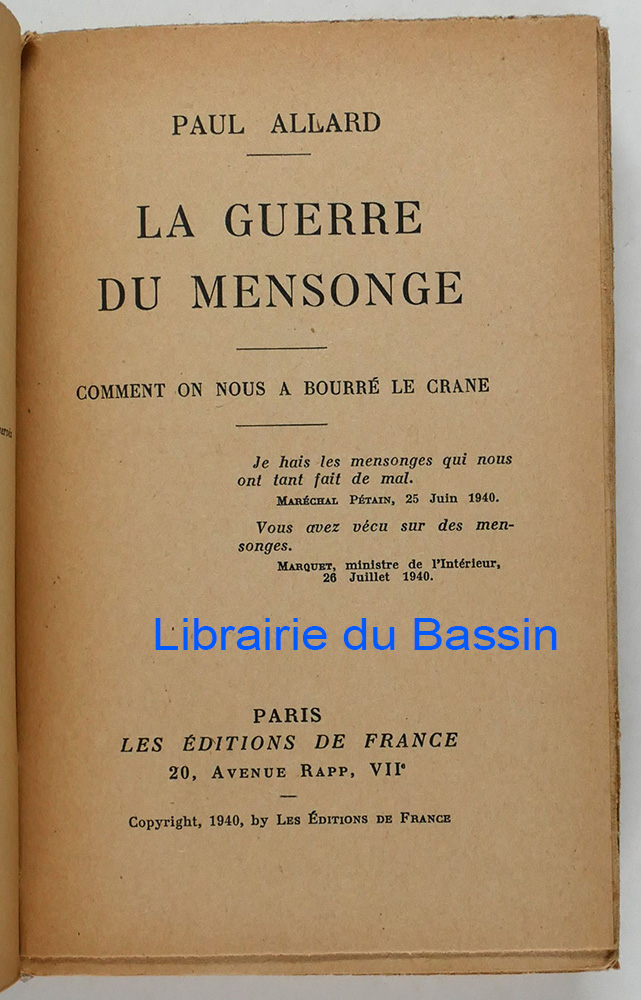 PAUL ALLARD
LA GUERRE
DU MENSONGE
COMMENT ON NOUS A BOURRÉ LE CRANE
Je hais les mensonges qui nous
ont tant fait de mal.
MARÉCHAL PÉTAIN, 25 Juin 1940.
Vous avez vécu sur des men-
songes.
MARQUET, ministre de l'Intérieur,
26 Juillet 1940.
Librairie du Bassin
PARIS
LES ÉDITIONS DE FRANCE
20, AVENUE RAPP, VIIe
Copyright, 1940, by LES ÉDITIONS DE FRANCE